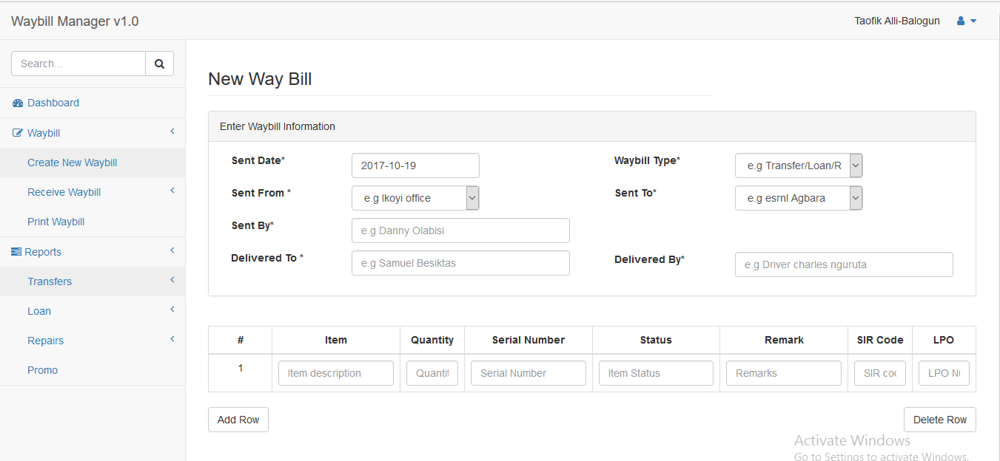 Waybill Manager v1.0
Taofik Alli-Balogun
Search...
Dashboard
Waybill
Create New Waybill
Receive Waybill
Print Waybill
Reports
Transfers
Loan
Repairs
Promo
New Way Bill
Enter Waybill Information
Sent Date* 2017-10-19 Waybill Type* e.g Transfer/Loan/R
Sent From * e.g Ikoyi office Sent To* e.g esrnl Agbara
Sent By* e.g Danny Olabisi
Delivered To * e.g Samuel Besiktas Delivered By* e.g Driver charles nguruta
# Item Quantity Serial Number Status Remark SIR Code LPO
1 Item description Quantit Serial Number Item Status Remarks SIR coc LPO Nu
Add Row Delete Row
Activate Windows
Go to Settings to activate Windows.